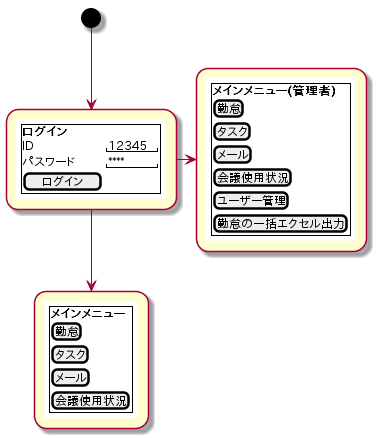 ログイン
ID 12345
パスワード ****
ログイン
メインメニュー(管理者)
勤怠
タスク
メール
会議使用状況
ユーザー管理
勤怠の一括エクセル出力
メインメニュー
勤怠
タスク
メール
会議使用状況